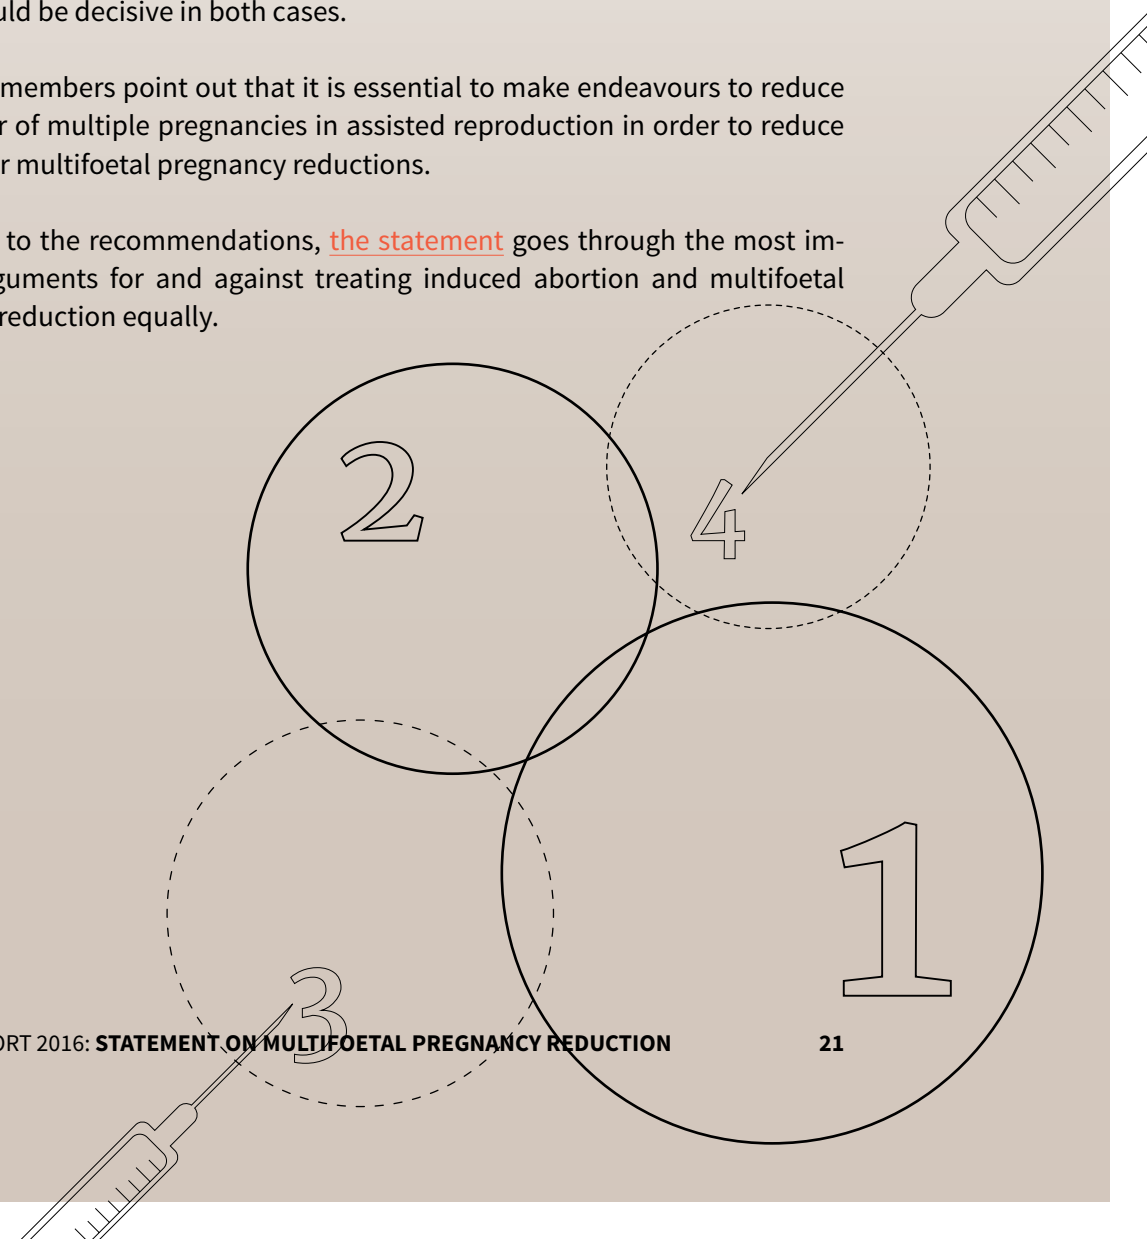 uld be decisive in both cases.
members point out that it is essential to make endeavours to reduce
r of multiple pregnancies in assisted reproduction in order to reduce
r multifoetal pregnancy reductions.
to the recommendations, the statement goes through the most im-
guments for and against treating induced abortion and multifoetal
reduction equally.
2
4
1
3
ORT 2016: STATEMENT ON MULTIFOETAL PREGNANCY REDUCTION 21